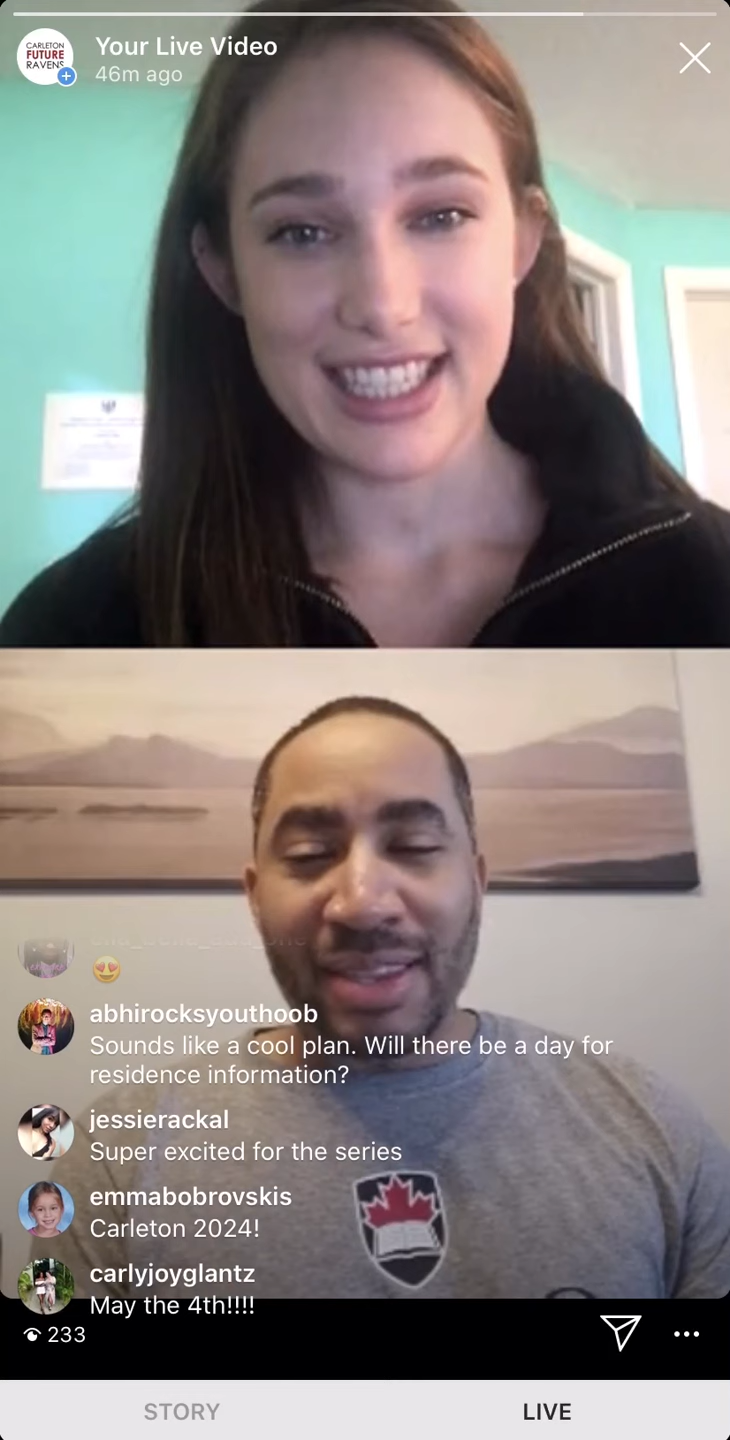 CARLETON
FUTURE
RAVENS
Your Live Video
46m ago
abhirocksyouthoob
Sounds like a cool plan. Will there be a day for
residence information?
jessierackal
Super excited for the series
emmabobrovskis
Carleton 2024!
carlyjoyglantz
May the 4th!!!!
233
STORY
LIVE